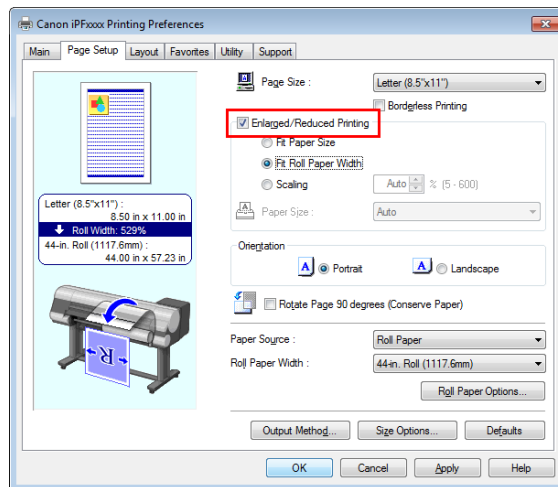 Canon iPFxxxx Printing Preferences
Main Page Setup Layout Favorites Utility Support
Page Size : Letter (8.5"x11")
Borderless Printing
Enlarged/Reduced Printing
Fit Paper Size
Fit Roll Paper Width
Scaling Auto % (5 - 600)
Paper Size : Auto
Letter (8.5"x11") :
8.50 in x 11.00 in
Roll Width: 529%
44-in. Roll (1117.6mm) :
44.00 in x 57.23 in
Orientation
A Portrait A Landscape
Rotate Page 90 degrees (Conserve Paper)
R
Paper Source : Roll Paper
Roll Paper Width : 44-in. Roll (1117.6mm)
Roll Paper Options...
Output Method... Size Options... Defaults
OK Cancel Apply Help